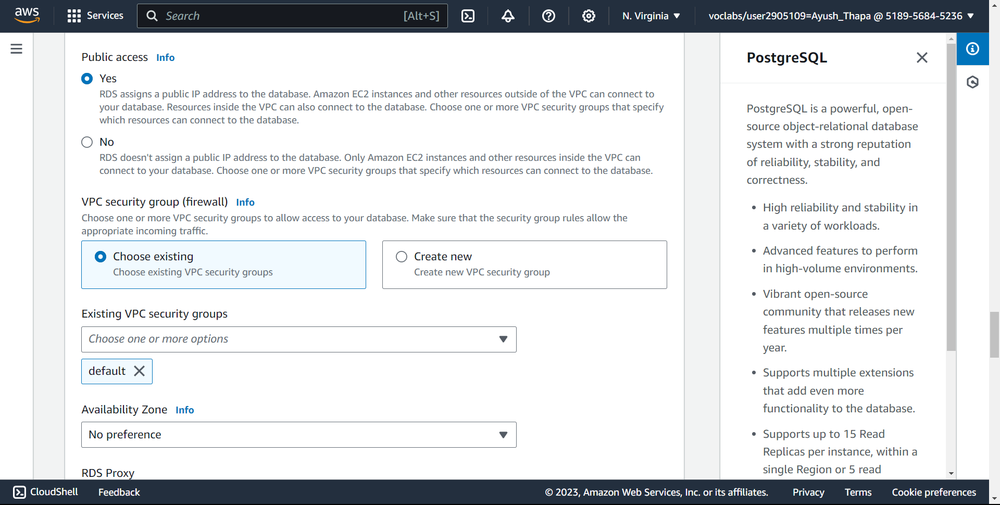 aws
Services
Search
[Alt+S]
N. Virginia
voclabs/user2905109=Ayush_Thapa @ 5189-5684-5236
Public access Info
Yes
RDS assigns a public IP address to the database. Amazon EC2 instances and other resources outside of the VPC can connect to
your database. Resources inside the VPC can also connect to the database. Choose one or more VPC security groups that specify
which resources can connect to the database.
No
RDS doesn't assign a public IP address to the database. Only Amazon EC2 instances and other resources inside the VPC can
connect to your database. Choose one or more VPC security groups that specify which resources can connect to the database.
VPC security group (firewall) Info
Choose one or more VPC security groups to allow access to your database. Make sure that the security group rules allow the
appropriate incoming traffic.
Choose existing
Choose existing VPC security groups
Create new
Create new VPC security group
Existing VPC security groups
Choose one or more options
default
Availability Zone Info
No preference
RDS Proxy
PostgreSQL
PostgreSQL is a powerful, open-
source object-relational database
system with a strong reputation
of reliability, stability, and
correctness.
• High reliability and stability in
a variety of workloads.
• Advanced features to perform
in high-volume environments.
• Vibrant open-source
community that releases new
features multiple times per
year.
• Supports multiple extensions
that add even more
functionality to the database.
• Supports up to 15 Read
Replicas per instance, within a
single Region or 5 read
CloudShell
Feedback
© 2023, Amazon Web Services, Inc. or its affiliates.
Privacy
Terms
Cookie preferences